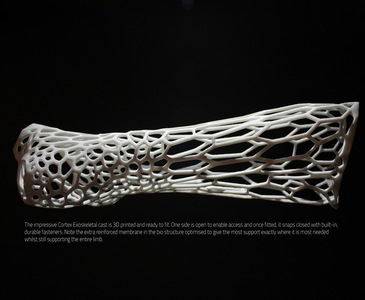 The impressive Cortex Exoskeletal cast is 3D printed and ready to fit. One side is open to enable access and once fitted, it snaps closed with built-in,
durable fasteners. Note the extra reinforced membrane in the bio structure optimised to give the most support exactly where it is most needed
whilst still supporting the entire limb.